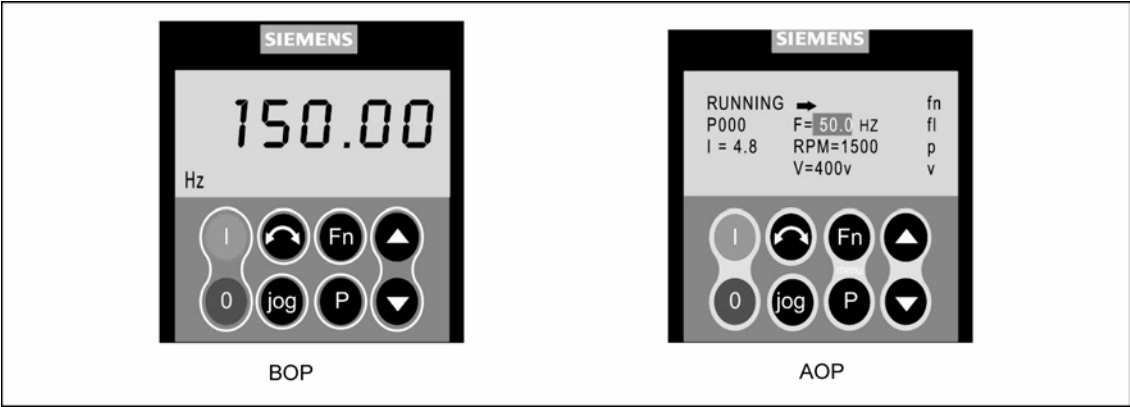 SIEMENS
150.00
Hz
I Fn
0 jog P
BOP
SIEMENS
RUNNING fn
P000 F= 50.0 HZ fl
I = 4.8 RPM=1500 p
V=400v v
I Fn
menu
0 jog P
AOP